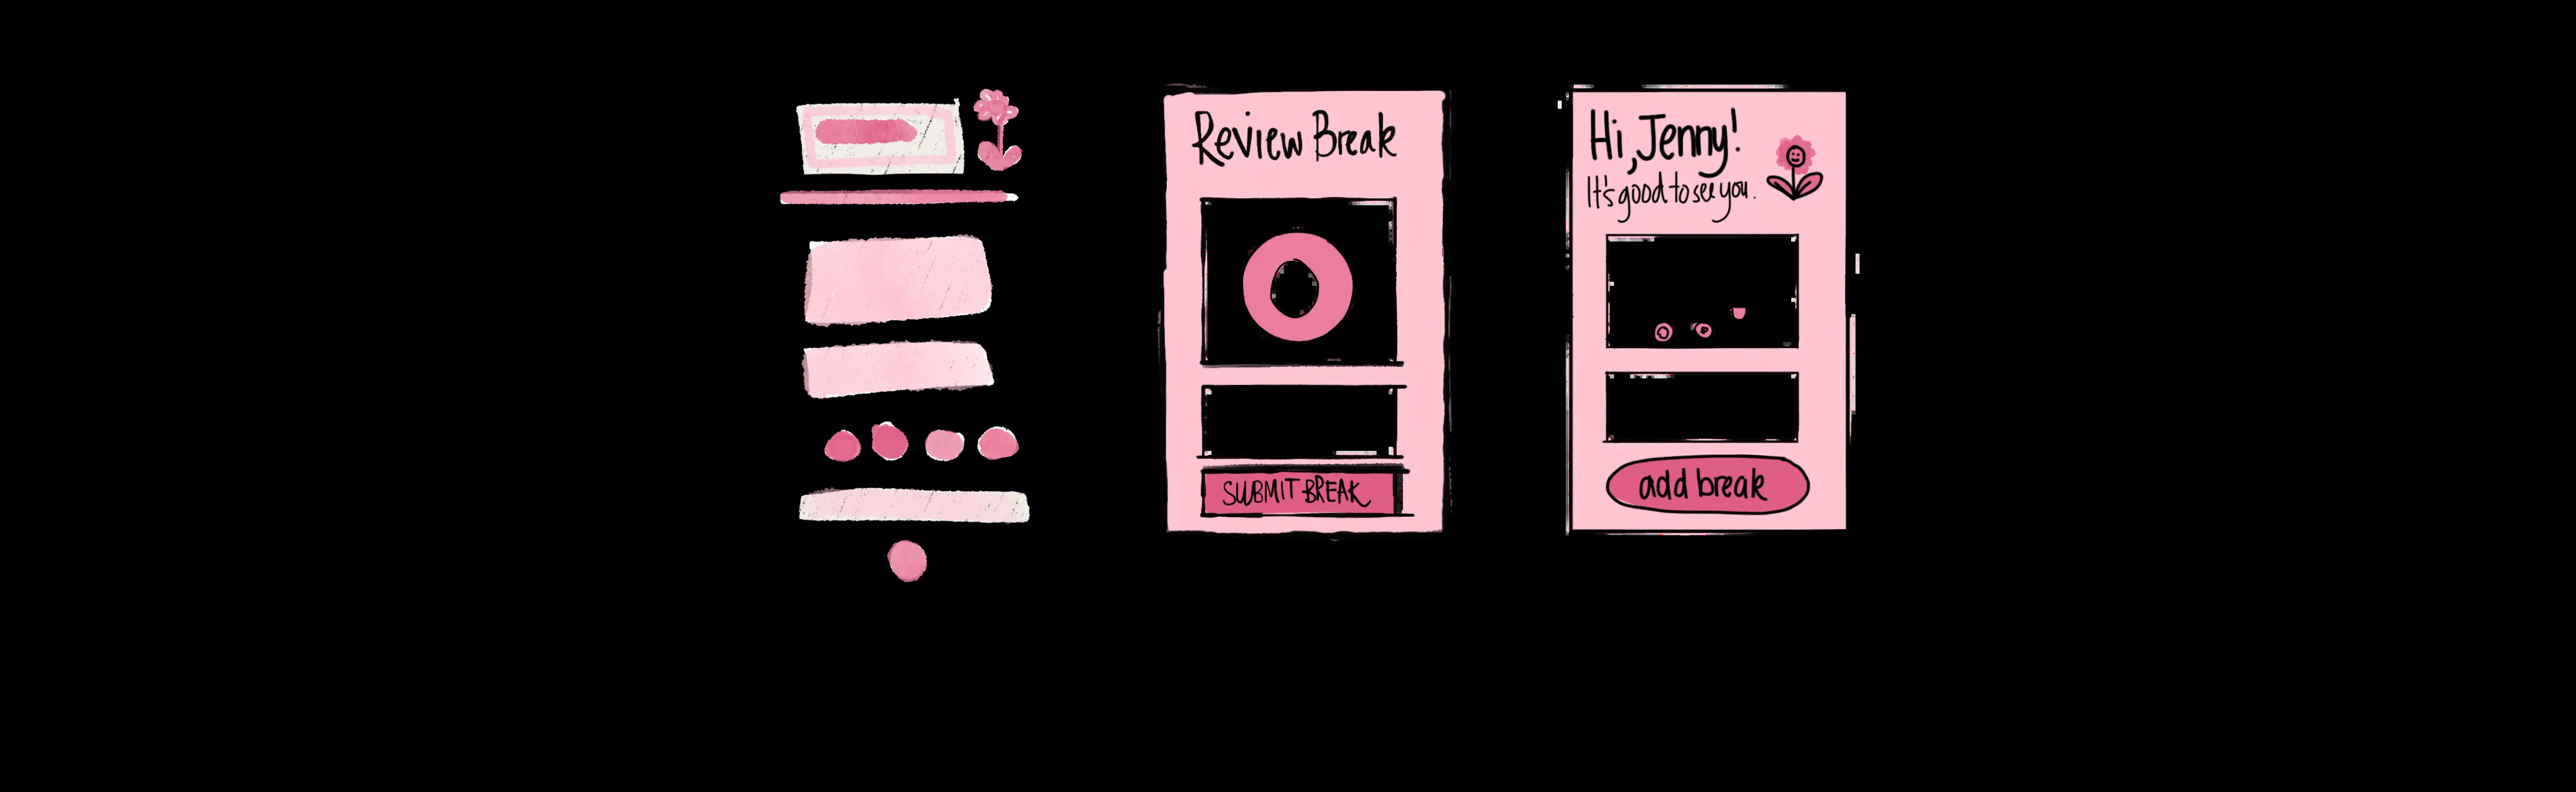 Review Break
SUBMIT BREAK
Hi, Jenny!
It's good to see you.
add break